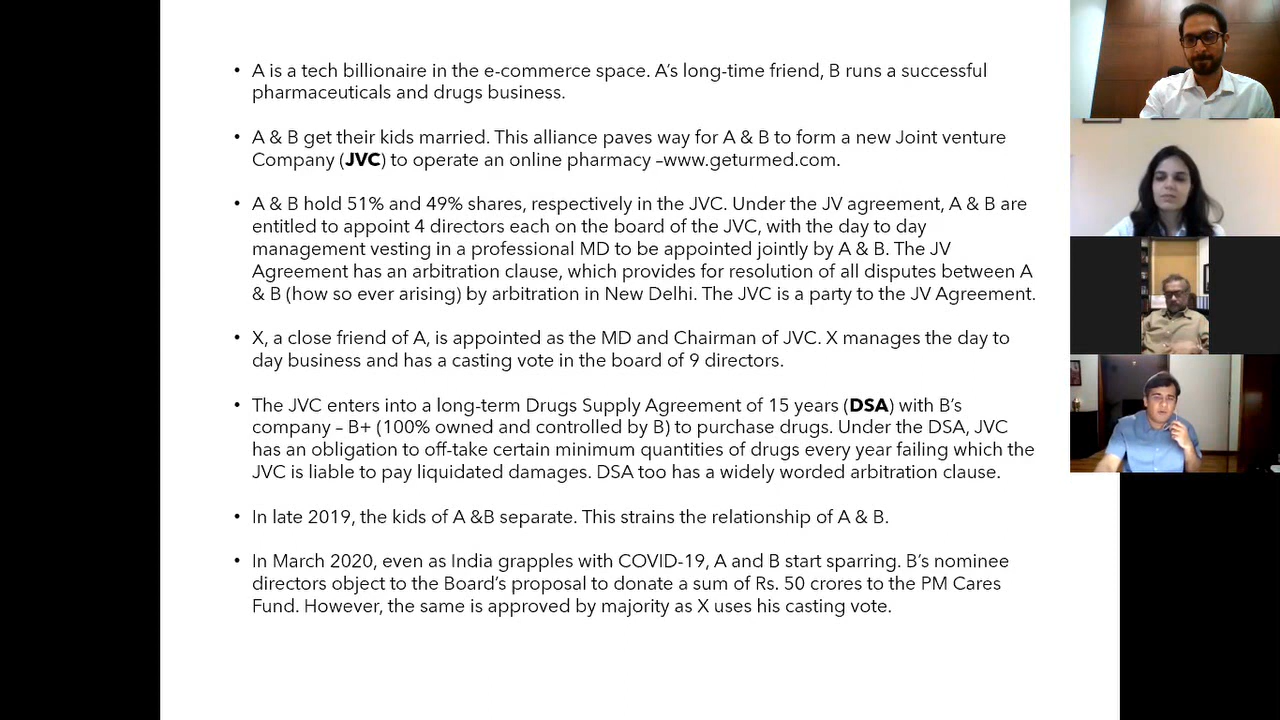 • A is a tech billionaire in the e-commerce space. A’s long-time friend, B runs a successful
pharmaceuticals and drugs business.
• A & B get their kids married. This alliance paves way for A & B to form a new Joint venture
Company (JVC) to operate an online pharmacy –www.geturmed.com.
• A & B hold 51% and 49% shares, respectively in the JVC. Under the JV agreement, A & B are
entitled to appoint 4 directors each on the board of the JVC, with the day to day
management vesting in a professional MD to be appointed jointly by A & B. The JV
Agreement has an arbitration clause, which provides for resolution of all disputes between A
& B (how so ever arising) by arbitration in New Delhi. The JVC is a party to the JV Agreement.
• X, a close friend of A, is appointed as the MD and Chairman of JVC. X manages the day to
day business and has a casting vote in the board of 9 directors.
• The JVC enters into a long-term Drugs Supply Agreement of 15 years (DSA) with B’s
company – B+ (100% owned and controlled by B) to purchase drugs. Under the DSA, JVC
has an obligation to off-take certain minimum quantities of drugs every year failing which the
JVC is liable to pay liquidated damages. DSA too has a widely worded arbitration clause.
• In late 2019, the kids of A &B separate. This strains the relationship of A & B.
• In March 2020, even as India grapples with COVID-19, A and B start sparring. B’s nominee
directors object to the Board’s proposal to donate a sum of Rs. 50 crores to the PM Cares
Fund. However, the same is approved by majority as X uses his casting vote.